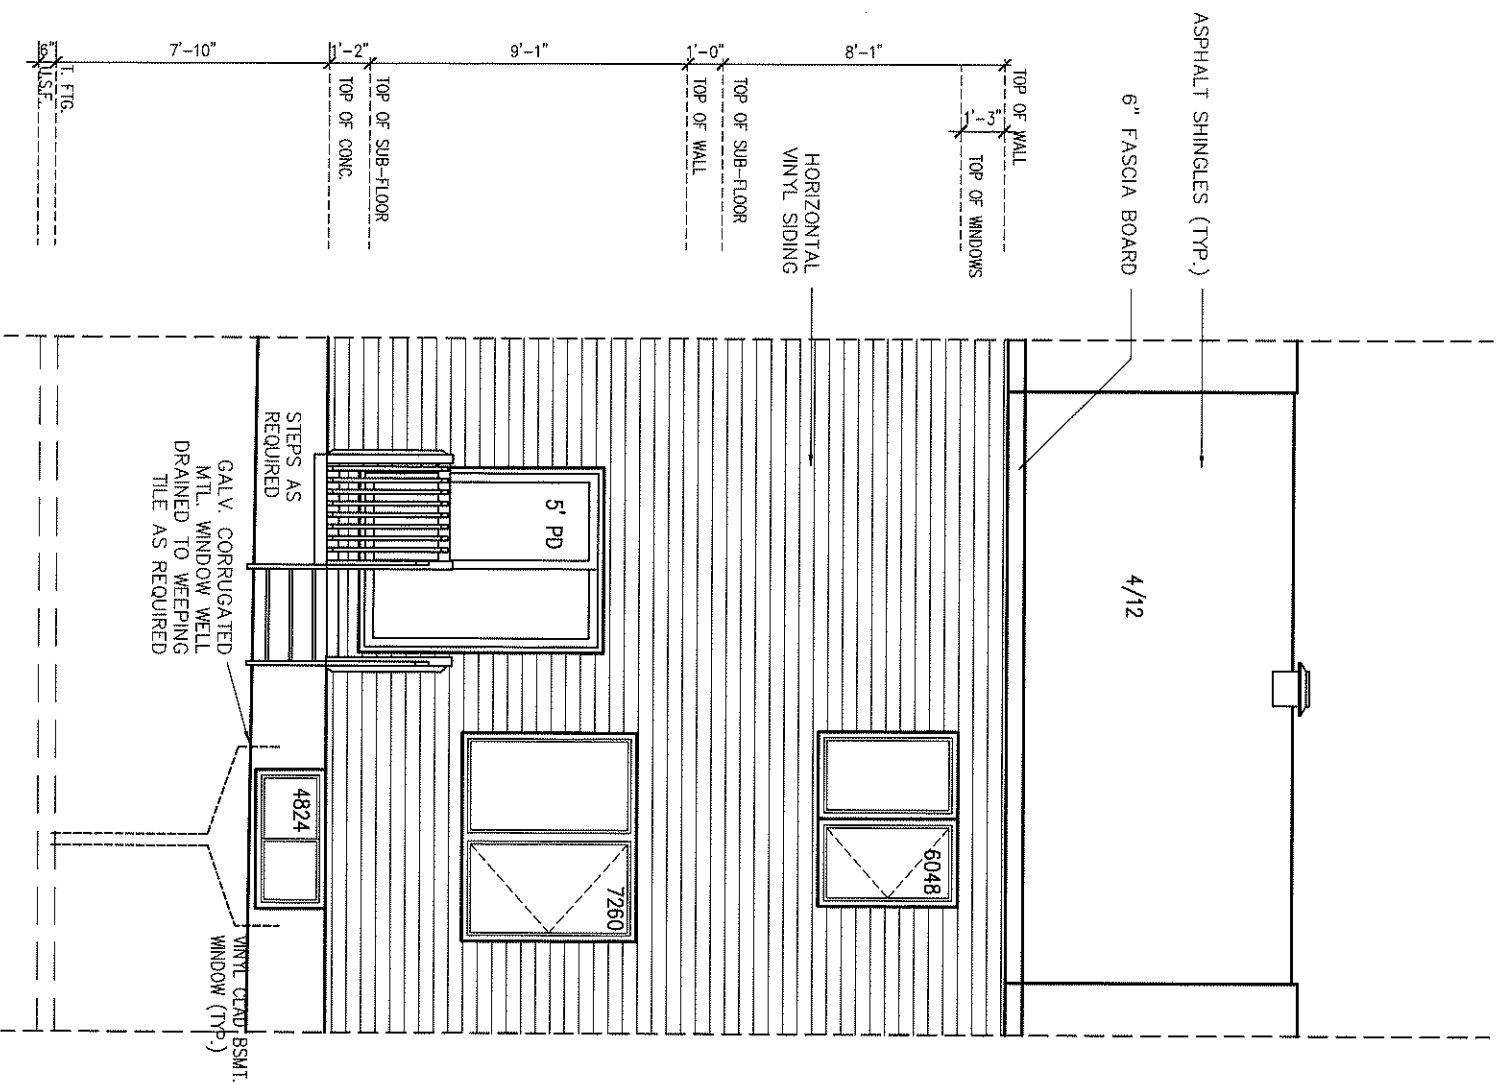 ASPHALT SHINGLES (TYP.)
6" FASCIA BOARD
4/12
TOP OF WALL
1'-3"
TOP OF WINDOWS
8'-1"
HORIZONTAL
VINYL SIDING
6048
TOP OF SUB-FLOOR
1'-0"
TOP OF WALL
9'-1"
5' PD
7260
TOP OF SUB-FLOOR
1'-2"
TOP OF CONC.
STEPS AS
REQUIRED
4824
7'-10"
GALV. CORRUGATED
MTL. WINDOW WELL
DRAINED TO WEEPING
TILE AS REQUIRED
VINYL CLAD BSMT.
WINDOW (TYP.)
T. FTG.
6"
U.S.F.